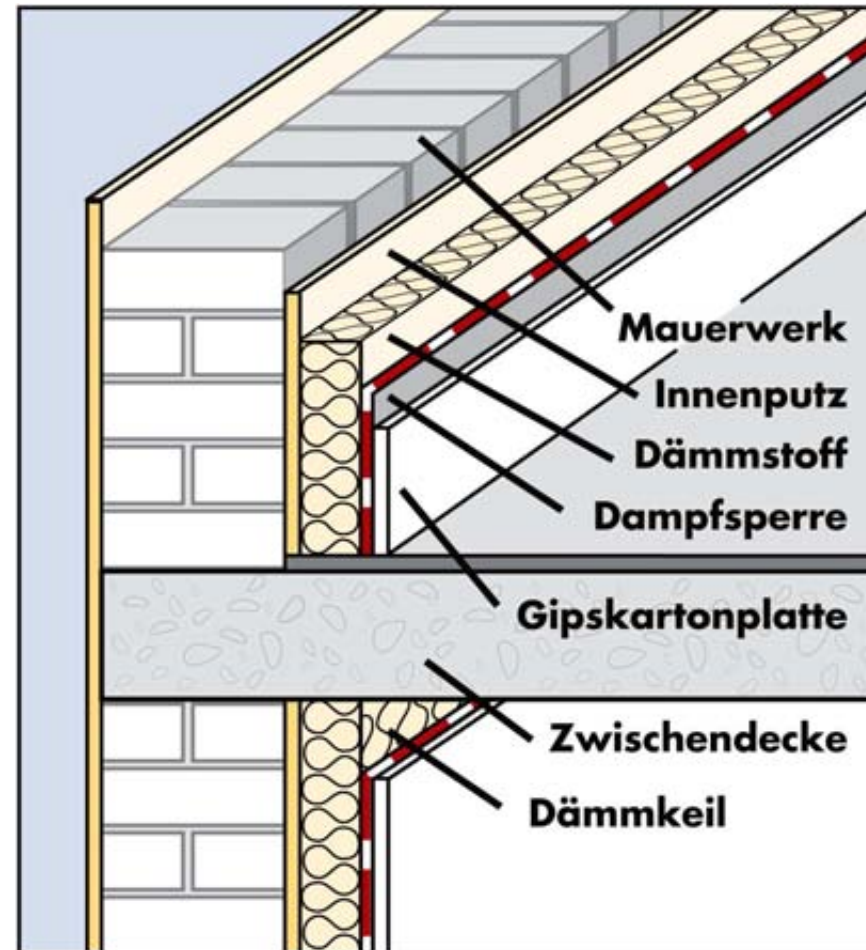 Mauerwerk
Innenputz
Dämmstoff
Dampfsperre
Gipskartonplatte
Zwischendecke
Dämmkeil